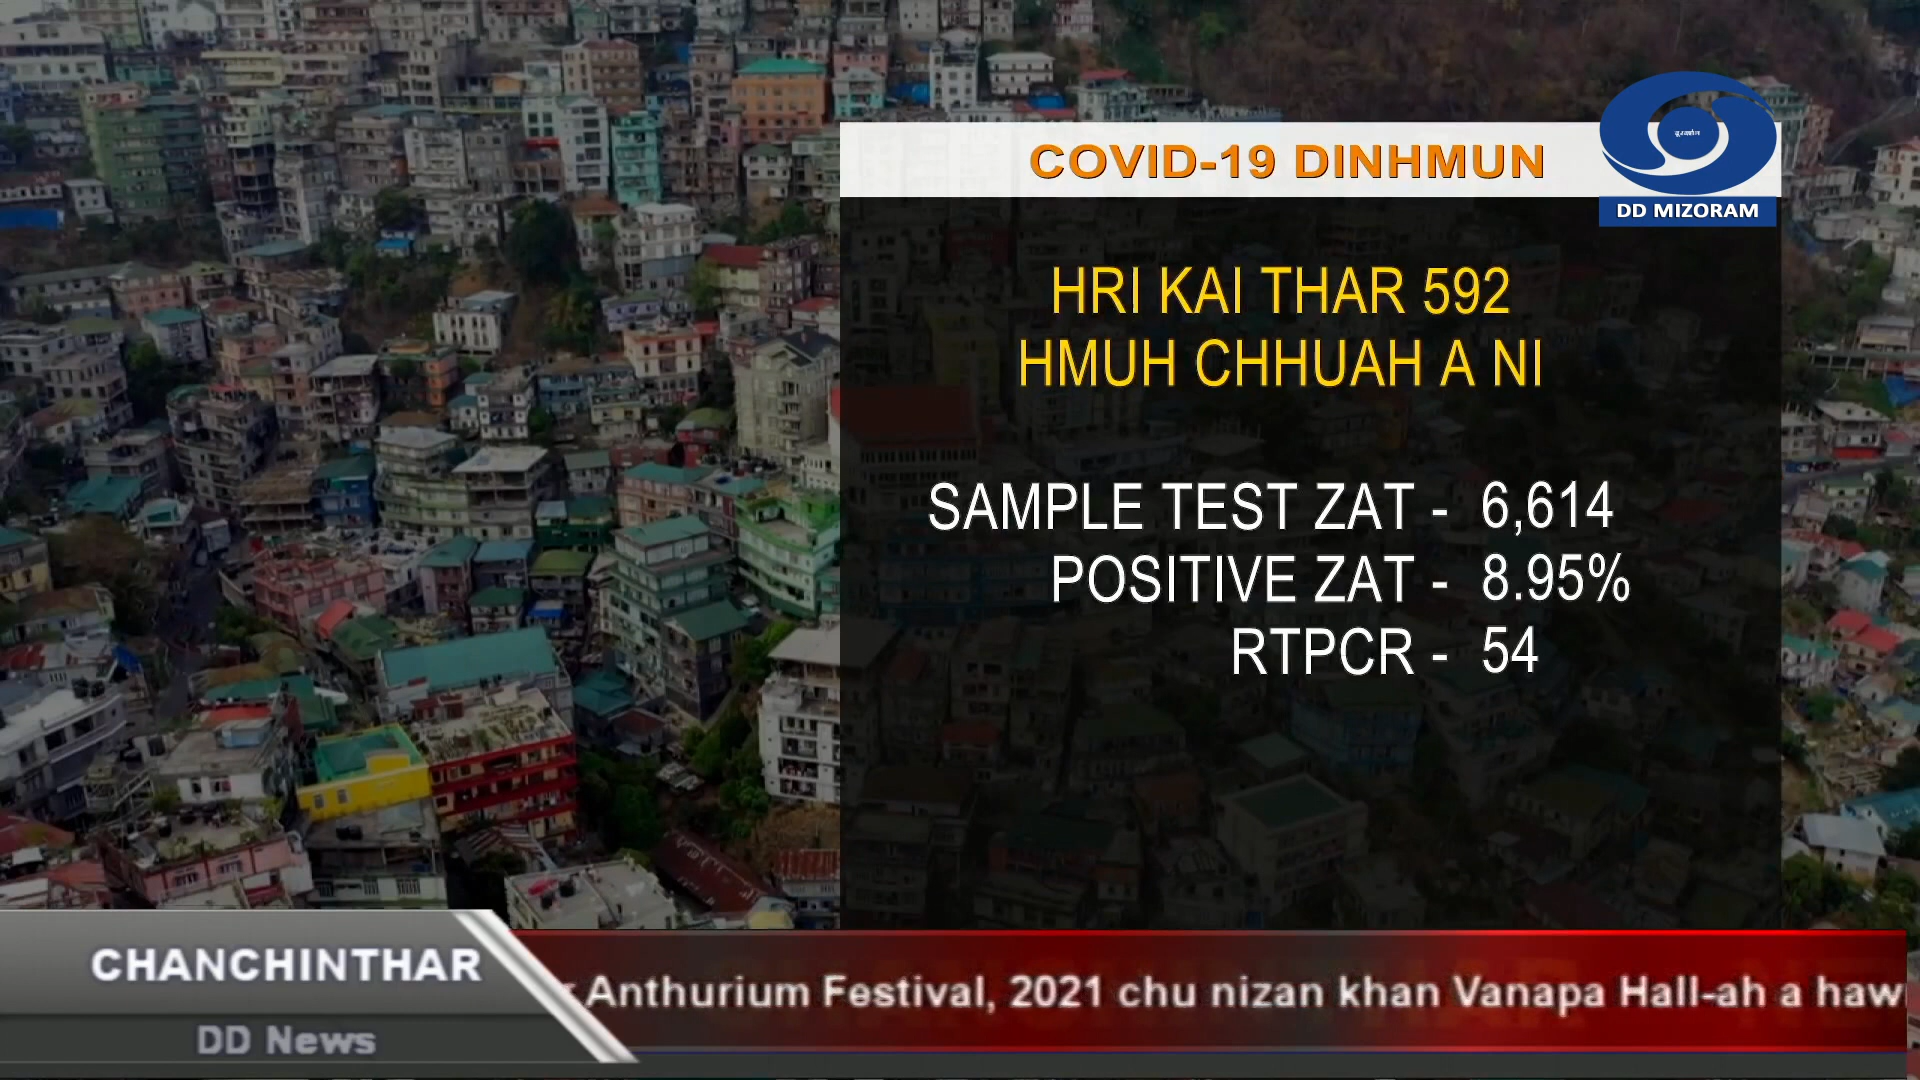 COVID-19 DINHMUN
DD MIZORAM
HRI KAI THAR 592
HMUH CHHUAH A NI
SAMPLE TEST ZAT - 6,614
POSITIVE ZAT - 8.95%
RTPCR - 54
CHANCHINTHAR
DD News
Anthurium Festival, 2021 chu nizan khan Vanapa Hall-ah a haw